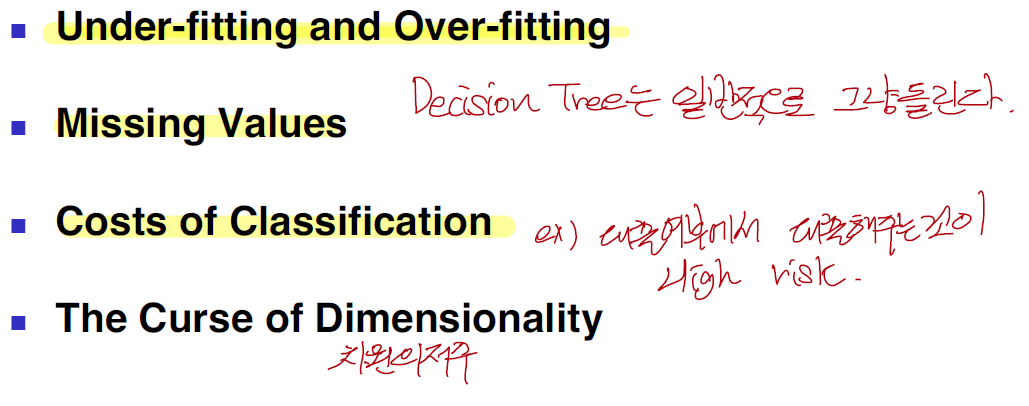 Under-fitting and Over-fitting
Missing Values
Decision Tree는 일반적으로 그냥 들린다.
Costs of Classification
ex) 대출여부에서 대출해주는것이
High risk.
The Curse of Dimensionality
차원의저주